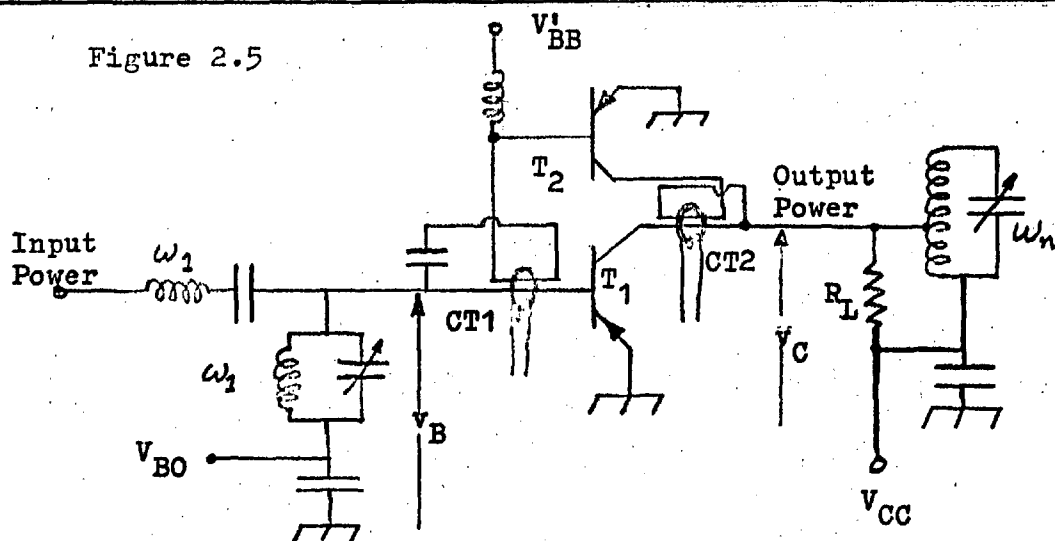 Figure 2.5
V'BB
T2
Output
Power
ωn
Input
Power
ω1
CT1
T1
CT2
RL
vC
ω1
vB
VBO
VCC